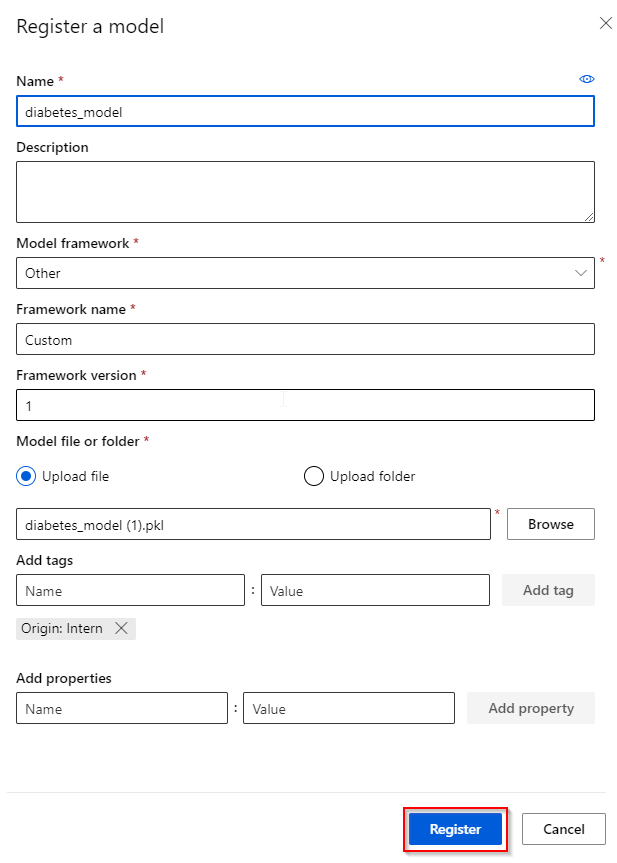 Register a model
Name *
diabetes_model
Description
Model framework *
Other
*
Framework name *
Custom
Framework version *
1
Model file or folder *
Upload file Upload folder
diabetes_model (1).pkl * Browse
Add tags
Name : Value Add tag
Origin: Intern
Add properties
Name : Value Add property
Register Cancel